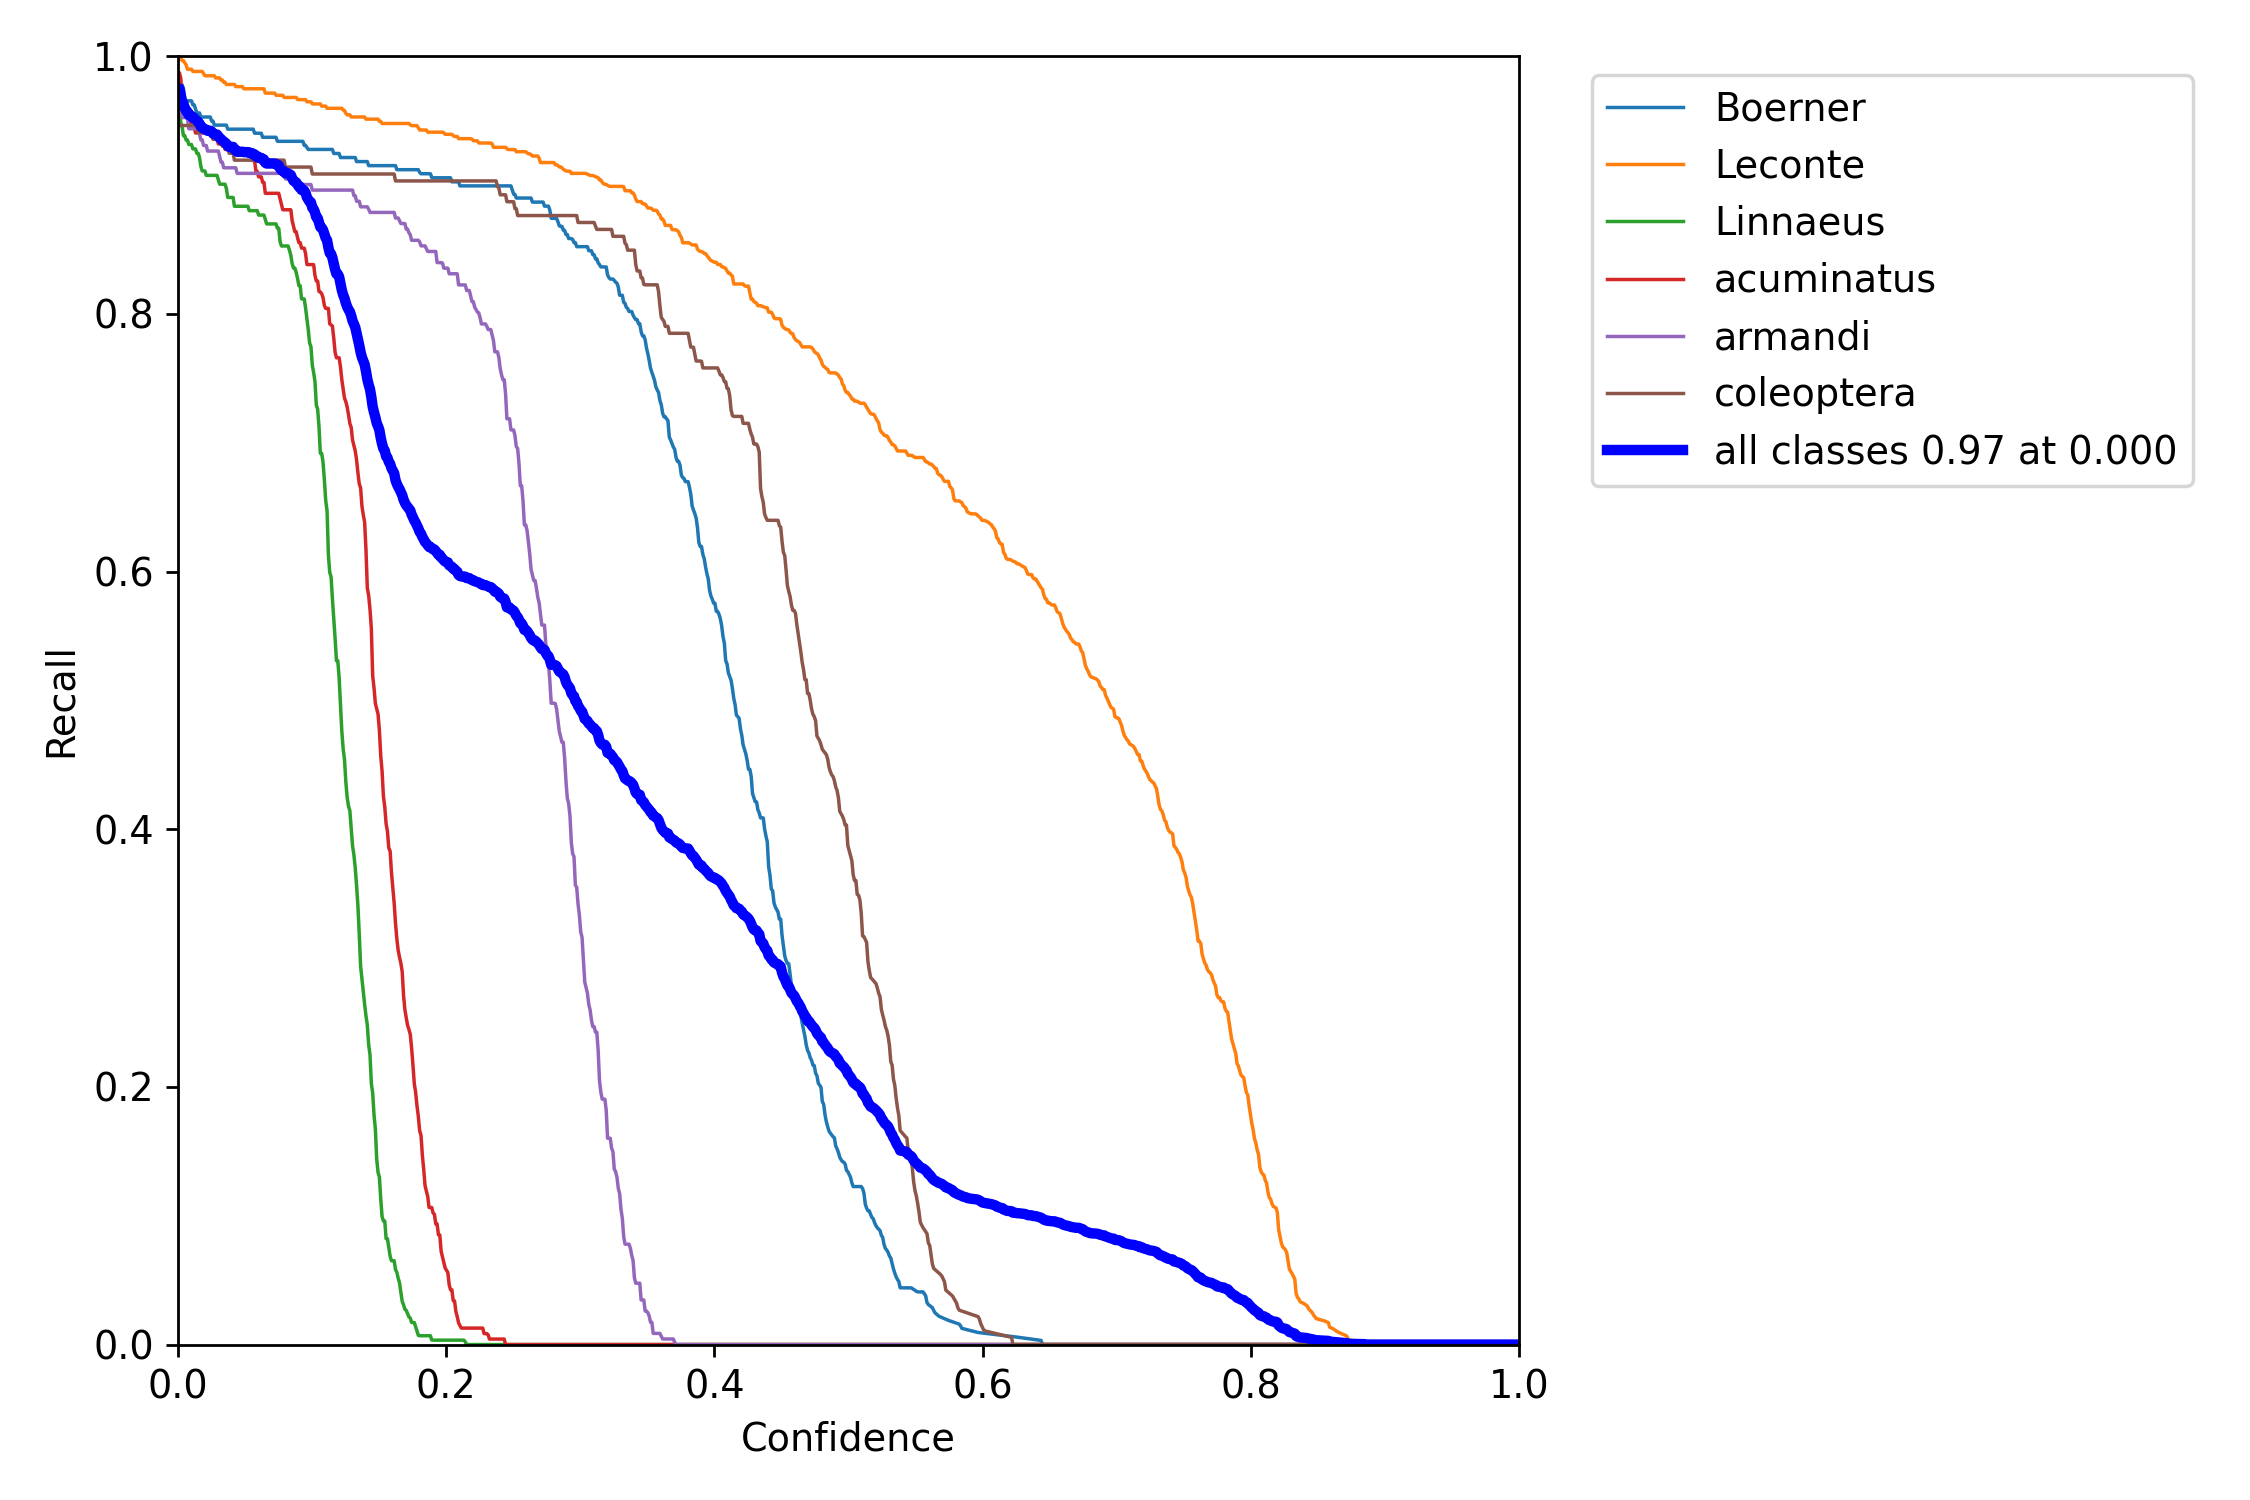 1.0
0.8
0.6
0.4
0.2
0.0
Recall
0.0 0.2 0.4 0.6 0.8 1.0
Confidence
Boerner
Leconte
Linnaeus
acuminatus
armandi
coleoptera
all classes 0.97 at 0.000